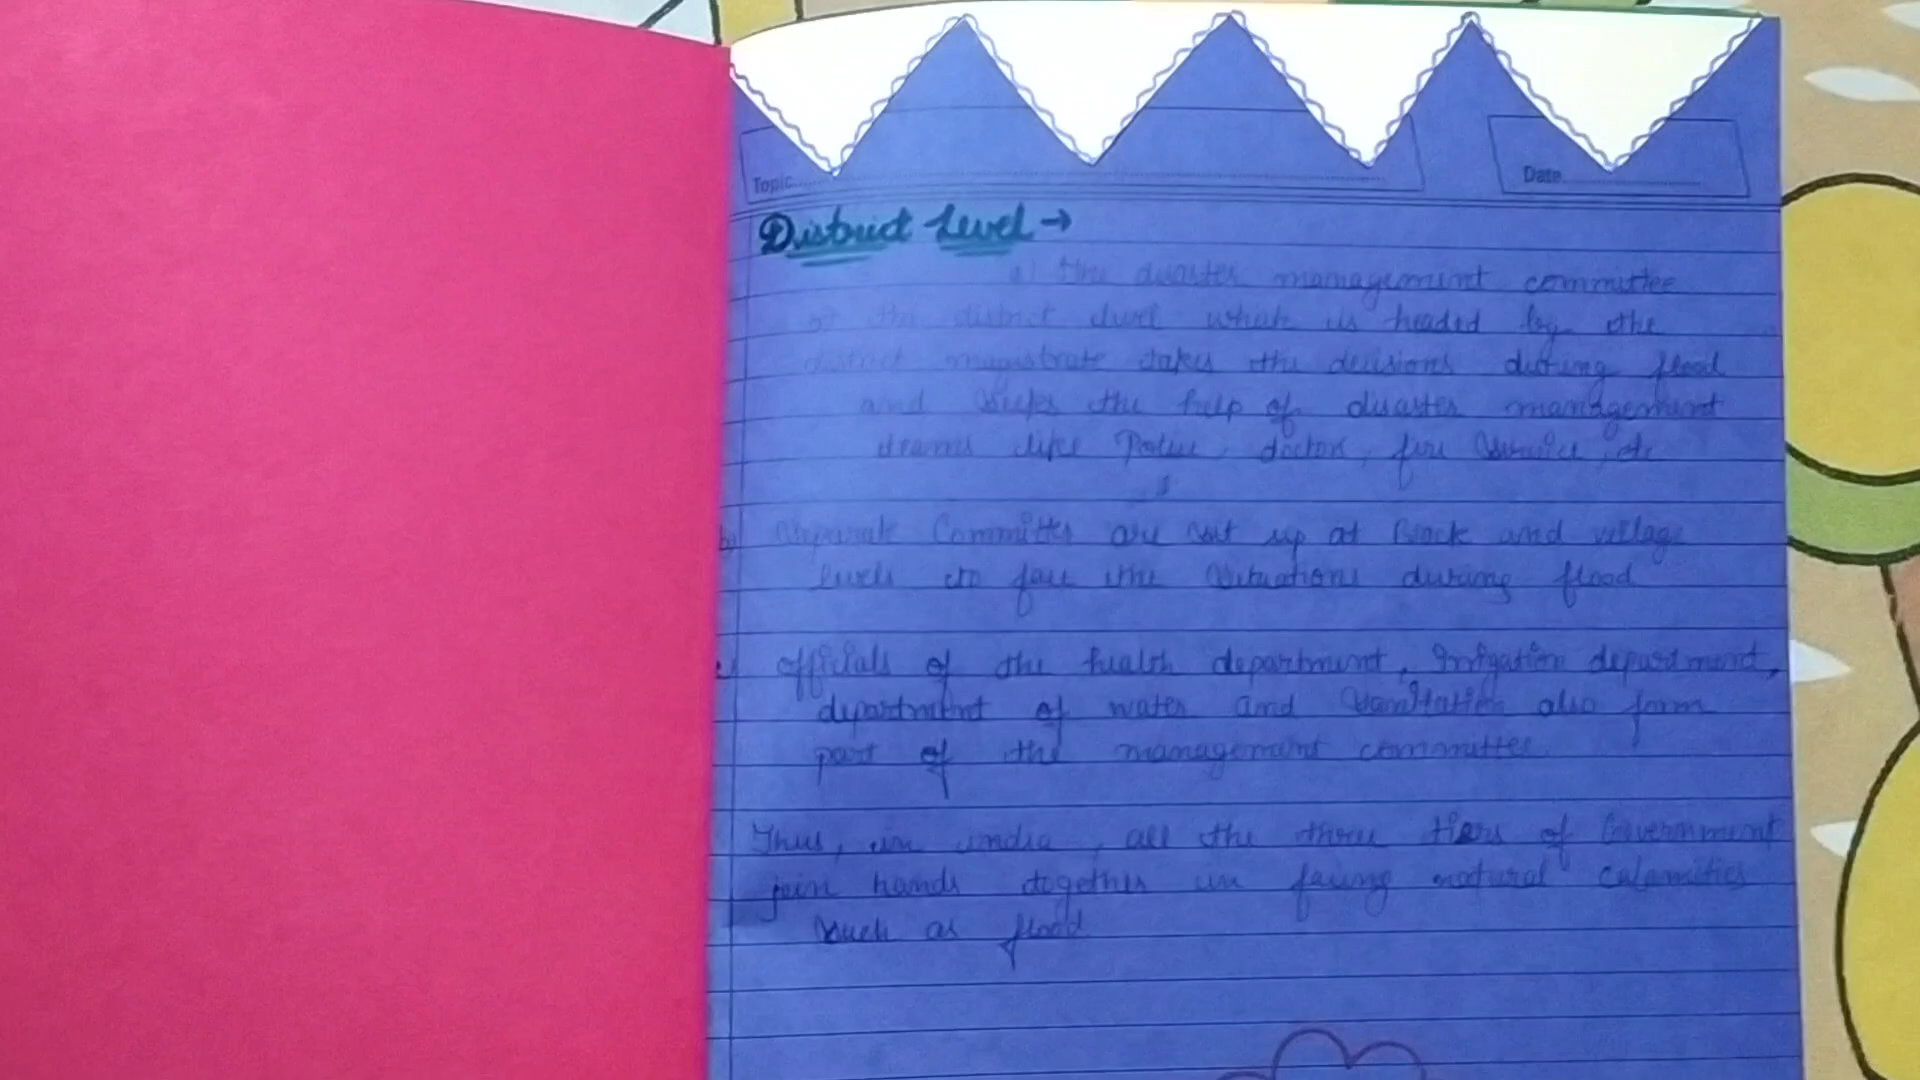 Topic
Date
District Level →
a) The disaster management committee
at the district level which is headed by the
district magistrate takes the decisions during flood
and seeks the help of disaster management
teams like Police, doctors, fire service, etc
b) Separate Committees are set up at Block and village
levels to face the situations during flood
c) officials of the health department, Irrigation department,
department of water and Sanitation also form
part of the management committee
Thus, in india, all the three tiers of Government
join hands together in facing natural calamities
such as flood